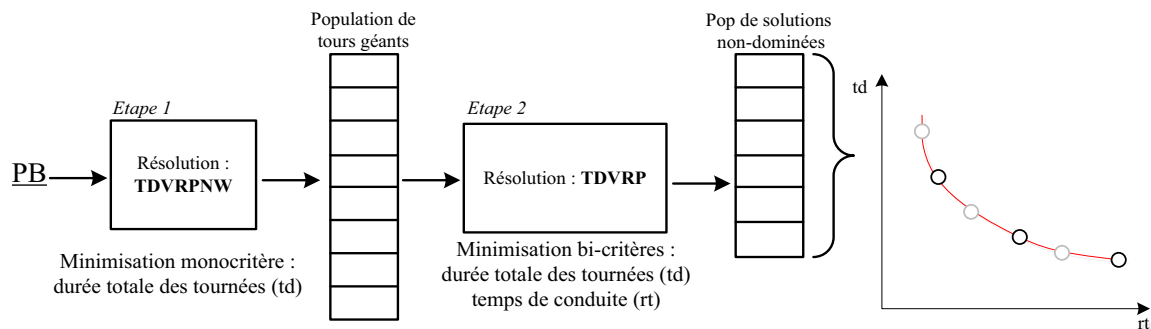 PB
Etape 1
Résolution :
TDVRPNW
Minimisation monocritère :
durée totale des tournées (td)
Population de
tours géants
Etape 2
Résolution : TDVRP
Minimisation bi-critères :
durée totale des tournées (td)
temps de conduite (rt)
Pop de solutions
non-dominées
td
rt